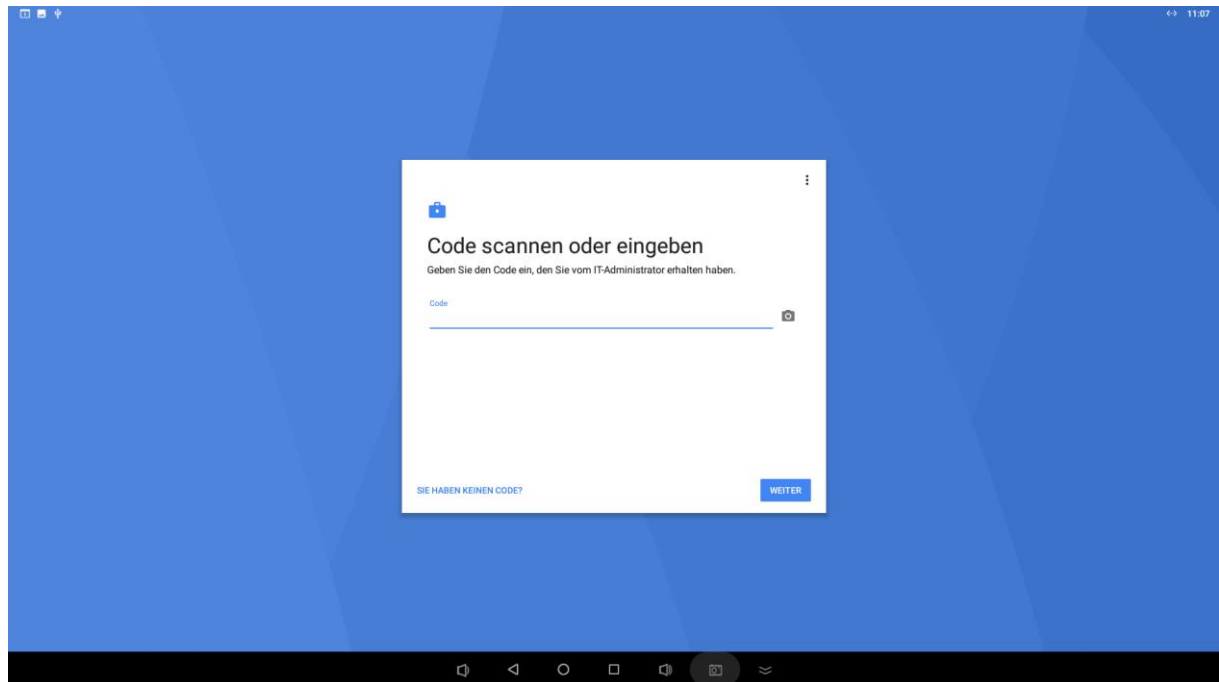 11:07
Code scannen oder eingeben
Geben Sie den Code ein, den Sie vom IT-Administrator erhalten haben.
Code
SIE HABEN KEINEN CODE?
WEITER